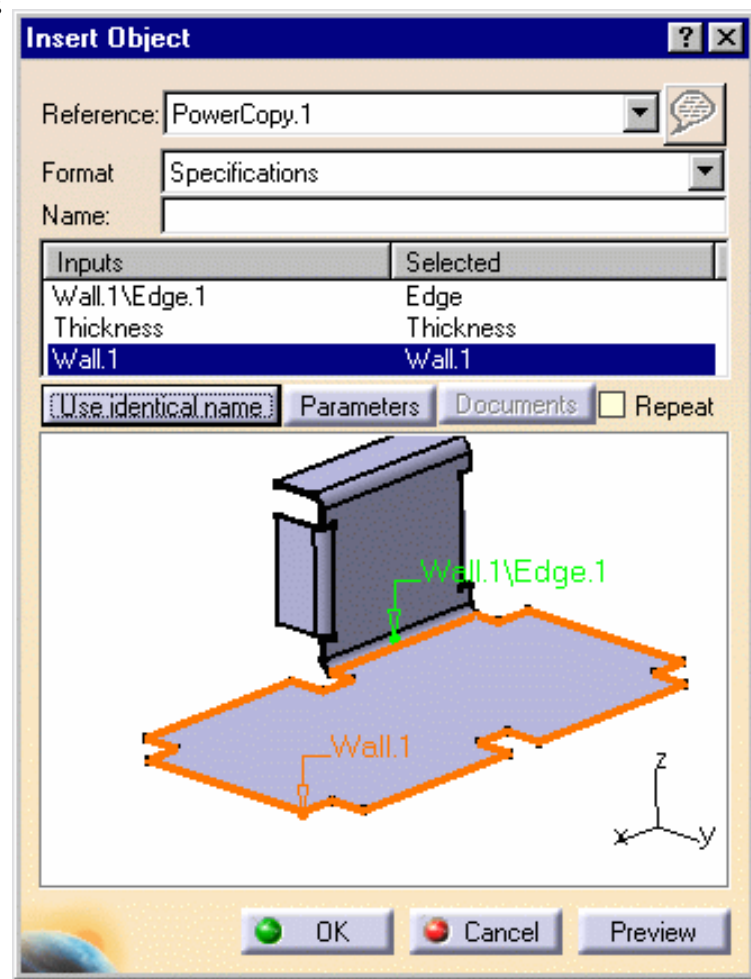 Insert Object
Reference: PowerCopy.1
Format Specifications
Name:
Inputs Selected
Wall.1\Edge.1 Edge
Thickness Thickness
Wall.1 Wall.1
Use identical name Parameters Documents Repeat
Wall.1\Edge.1
Wall.1
z
x y
OK Cancel Preview